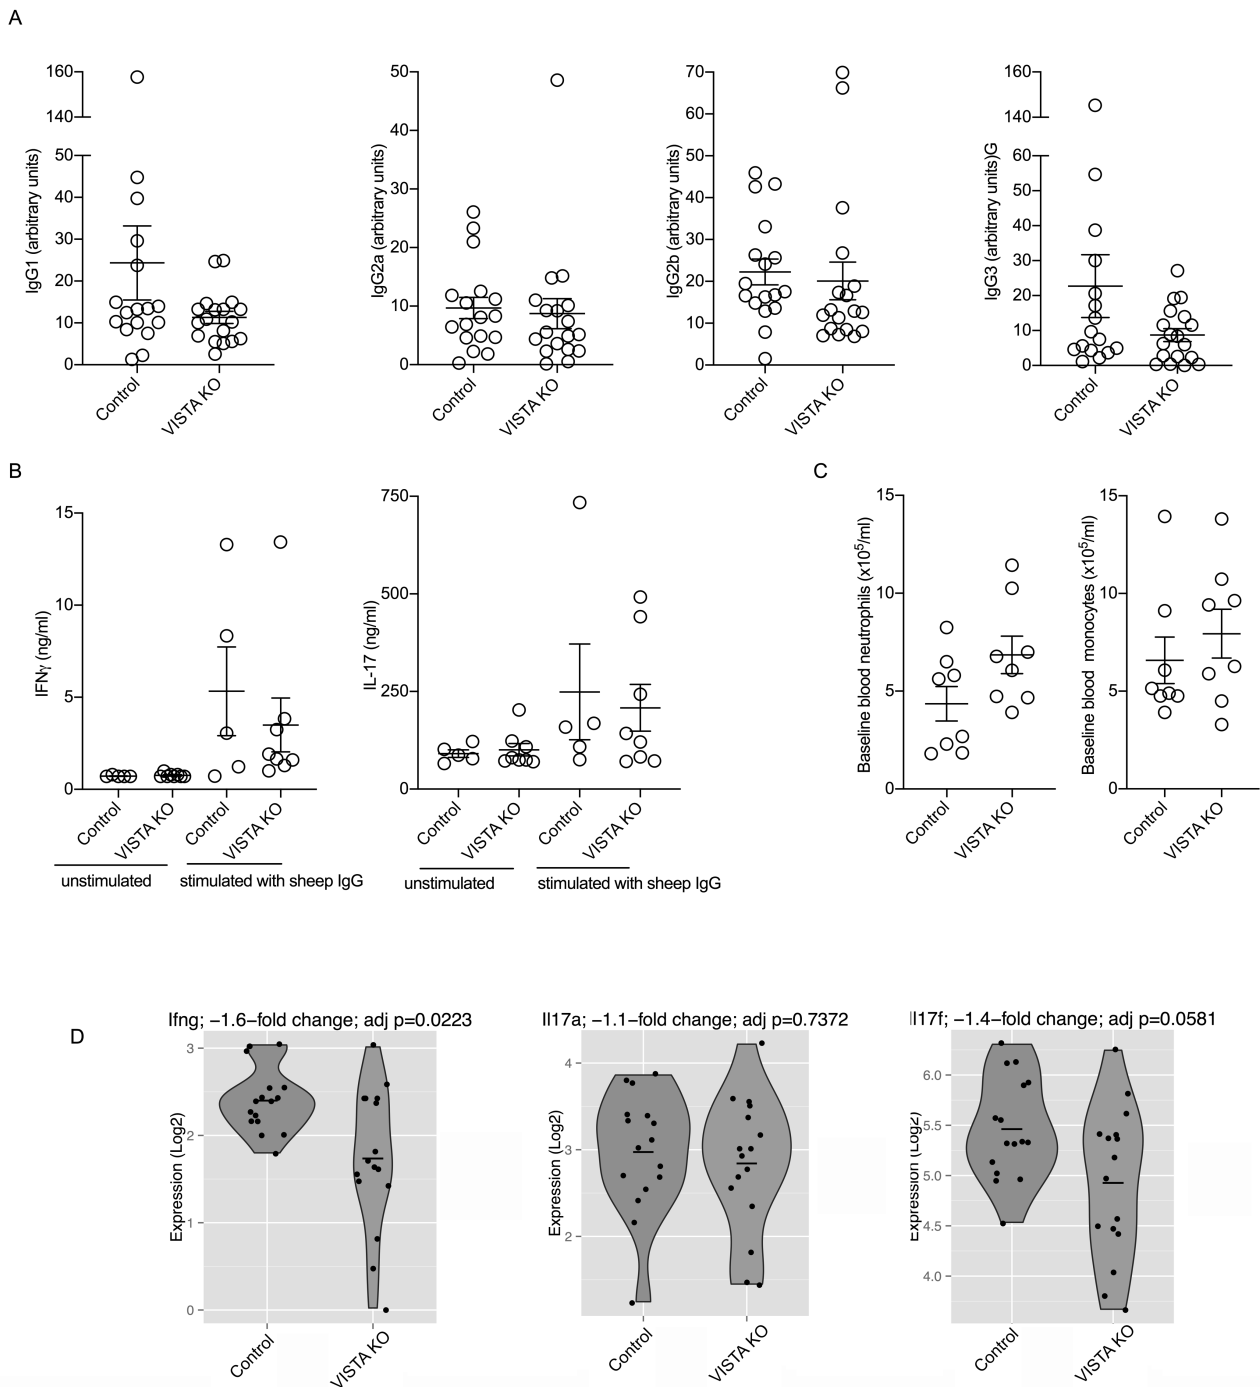 A
160
140
50
40
30
20
10
0
IgG1 (arbitrary units)
Control
VISTA KO
50
40
30
20
10
0
IgG2a (arbitrary units)
Control
VISTA KO
70
60
50
40
30
20
10
0
IgG2b (arbitrary units)
Control
VISTA KO
160
140
60
50
40
30
20
10
0
IgG3 (arbitrary units)G
Control
VISTA KO
B
15
10
5
0
IFNγ (ng/ml)
Control
VISTA KO
Control
VISTA KO
unstimulated
stimulated with sheep IgG
750
500
250
0
IL-17 (ng/ml)
Control
VISTA KO
Control
VISTA KO
unstimulated
stimulated with sheep IgG
C
15
10
5
0
Baseline blood neutrophils (x10⁵/ml)
Control
VISTA KO
15
10
5
0
Baseline blood monocytes (x10⁵/ml)
Control
VISTA KO
D
Ifng; −1.6−fold change; adj p=0.0223
3
2
1
0
Expression (Log2)
Control
VISTA KO
Il17a; −1.1−fold change; adj p=0.7372
4
3
2
Expression (Log2)
Control
VISTA KO
Il17f; −1.4−fold change; adj p=0.0581
6.0
5.5
5.0
4.5
4.0
Expression (Log2)
Control
VISTA KO